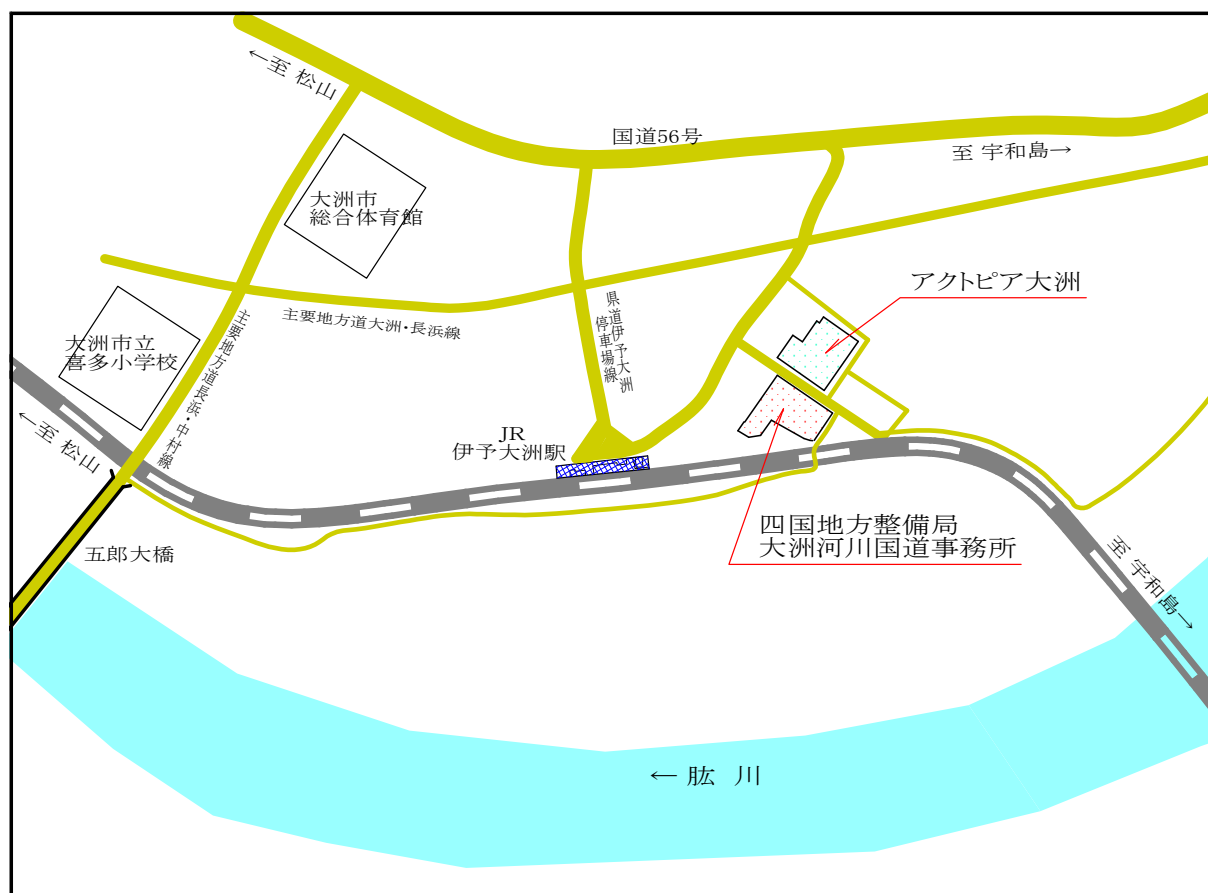 ←至 松山
国道56号
至 宇和島→
大洲市
総合体育館
アクトピア大洲
主要地方道大洲・長浜線
県道伊予大洲
停車場線
主要地方道長浜・中村線
大洲市立
喜多小学校
←至 松山
JR
伊予大洲駅
四国地方整備局
大洲河川国道事務所
五郎大橋
至 宇和島→
← 肱 川